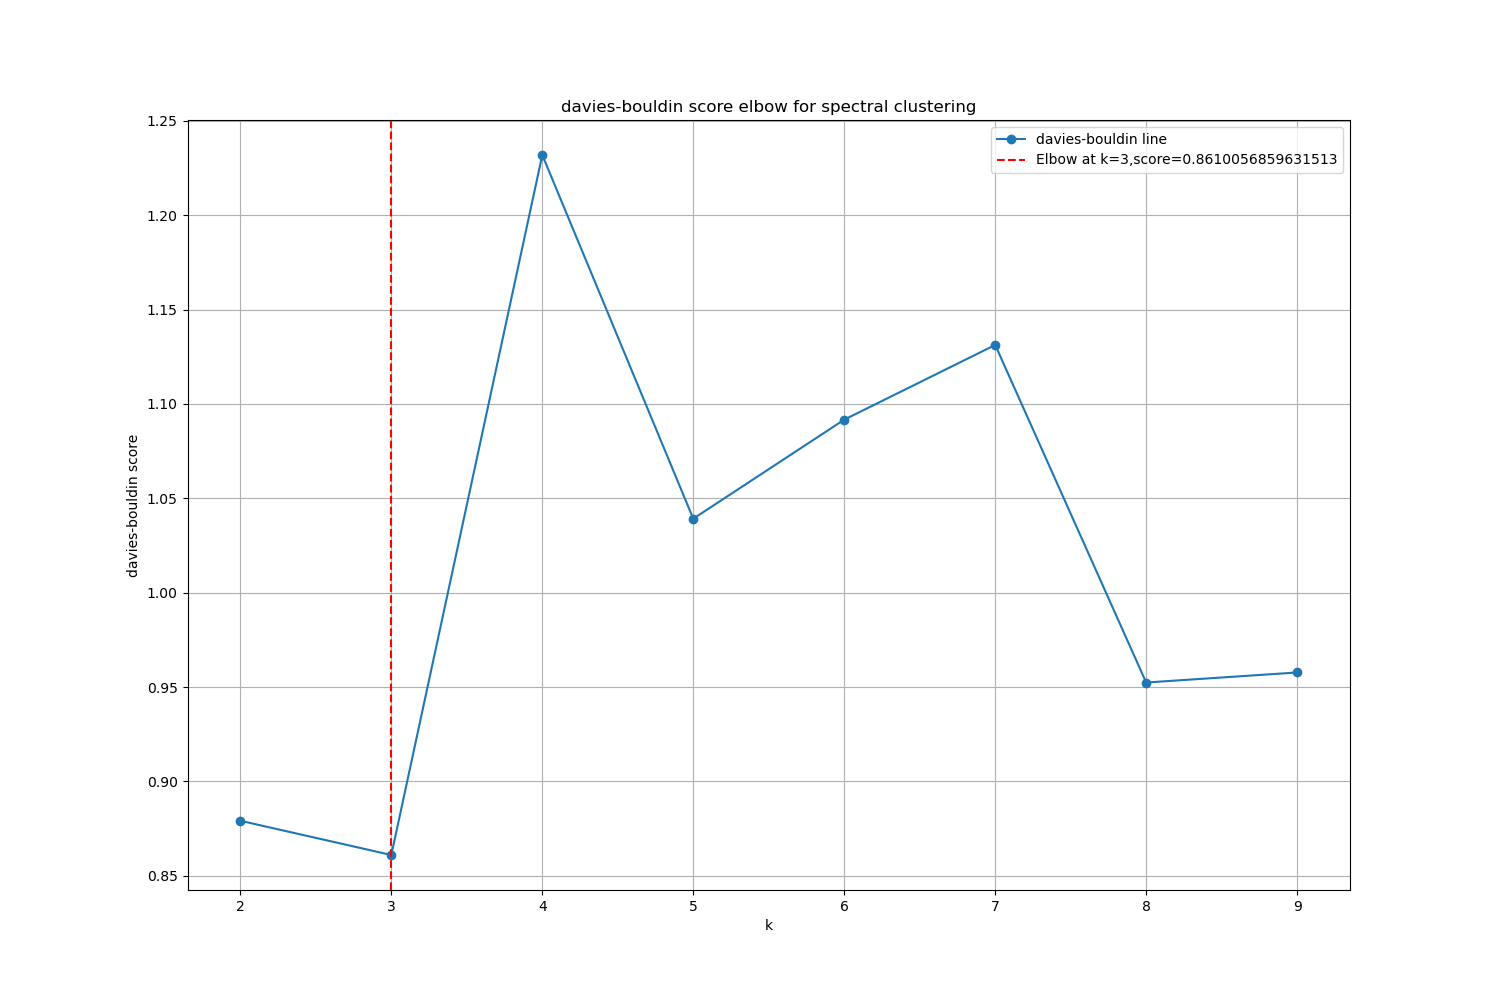 davies-bouldin score elbow for spectral clustering
davies-bouldin line
Elbow at k=3,score=0.8610056859631513
davies-bouldin score
1.25
1.20
1.15
1.10
1.05
1.00
0.95
0.90
0.85
2 3 4 5 6 7 8 9
k